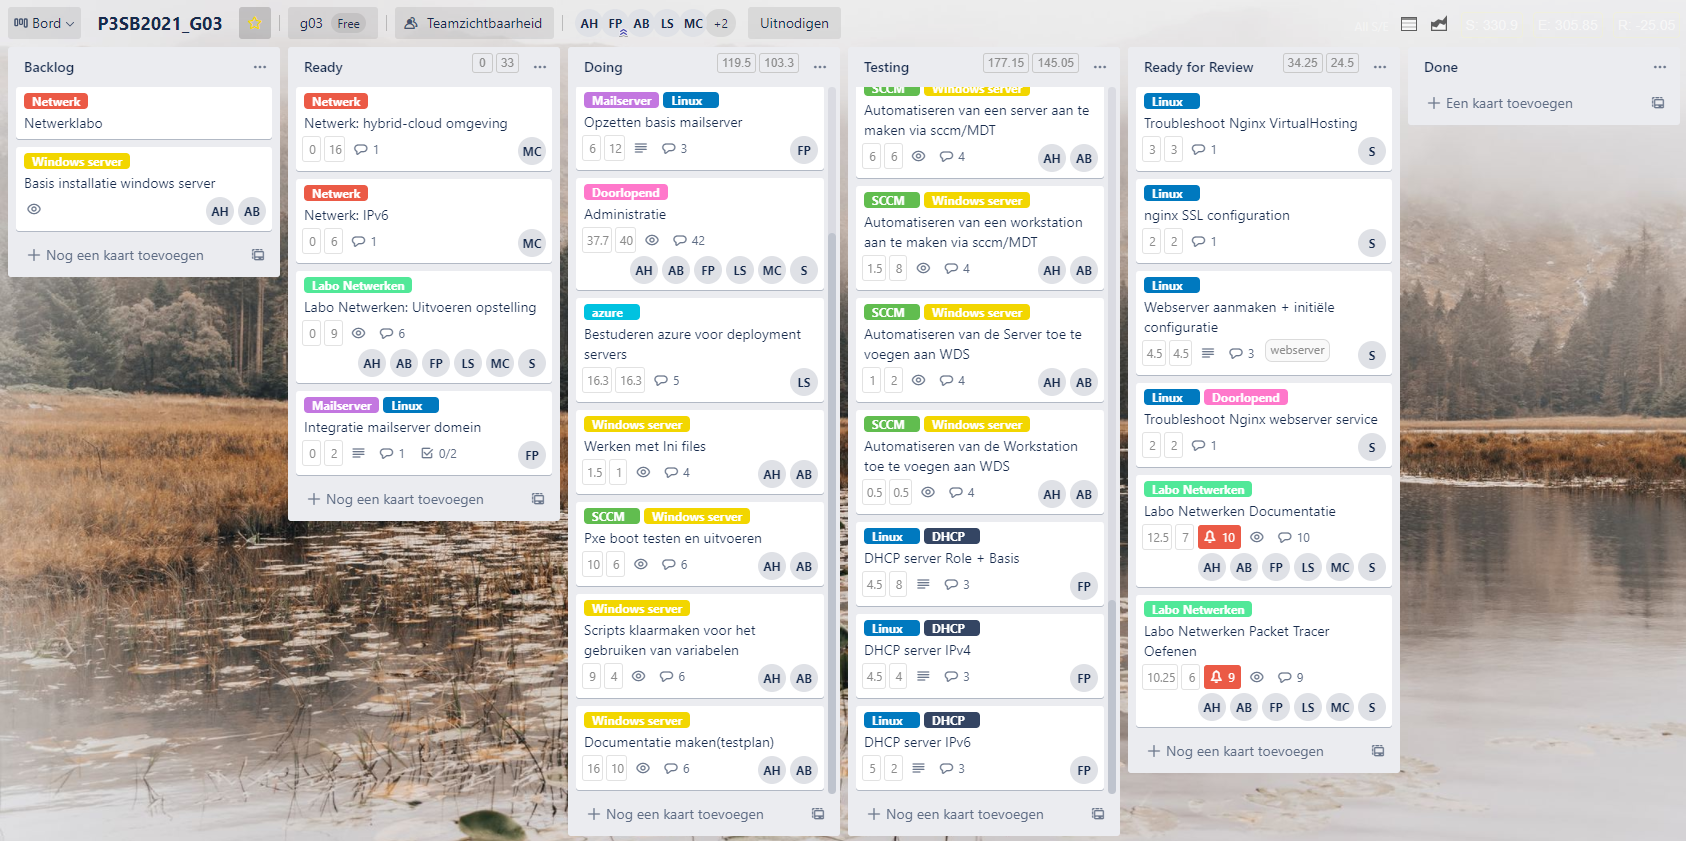 Bord
P3SB2021_G03
g03 Free
Teamzichtbaarheid
AH FP AB LS MC +2
Uitnodigen
S: 330.9 E: 305.85 R: -25.05
Backlog
Netwerk
Netwerklabo
Windows server
Basis installatie windows server
AH AB
+ Nog een kaart toevoegen
Ready 0 33
Netwerk
Netwerk: hybrid-cloud omgeving
0 16 1 MC
Netwerk
Netwerk: IPv6
0 6 1 MC
Labo Netwerken
Labo Netwerken: Uitvoeren opstelling
0 9 6
AH AB FP LS MC S
Mailserver Linux
Integratie mailserver domein
0 2 1 0/2 FP
+ Nog een kaart toevoegen
Doing 119.5 103.3
Mailserver Linux
Opzetten basis mailserver
6 12 3 FP
Doorlopend
Administratie
37.7 40 42
AH AB FP LS MC S
azure
Bestuderen azure voor deployment
servers
16.3 16.3 5 LS
Windows server
Werken met Ini files
1.5 1 4 AH AB
SCCM Windows server
Pxe boot testen en uitvoeren
10 6 6 AH AB
Windows server
Scripts klaarmaken voor het
gebruiken van variabelen
9 4 6 AH AB
Windows server
Documentatie maken(testplan)
16 10 6 AH AB
+ Nog een kaart toevoegen
Testing 177.15 145.05
SCCM Windows server
Automatiseren van een server aan te
maken via sccm/MDT
6 6 4 AH AB
SCCM Windows server
Automatiseren van een workstation
aan te maken via sccm/MDT
1.5 8 4 AH AB
SCCM Windows server
Automatiseren van de Server toe te
voegen aan WDS
1 2 4 AH AB
SCCM Windows server
Automatiseren van de Workstation
toe te voegen aan WDS
0.5 0.5 4 AH AB
Linux DHCP
DHCP server Role + Basis
4.5 8 3 FP
Linux DHCP
DHCP server IPv4
4.5 4 3 FP
Linux DHCP
DHCP server IPv6
5 2 3 FP
+ Nog een kaart toevoegen
Ready for Review 34.25 24.5
Linux
Troubleshoot Nginx VirtualHosting
3 3 1 S
Linux
nginx SSL configuration
2 2 1 S
Linux
Webserver aanmaken + initiële
configuratie
4.5 4.5 3 webserver S
Linux Doorlopend
Troubleshoot Nginx webserver service
2 2 1 S
Labo Netwerken
Labo Netwerken Documentatie
12.5 7 10 10
AH AB FP LS MC S
Labo Netwerken
Labo Netwerken Packet Tracer
Oefenen
10.25 6 9 9
AH AB FP LS MC S
+ Nog een kaart toevoegen
Done
+ Een kaart toevoegen